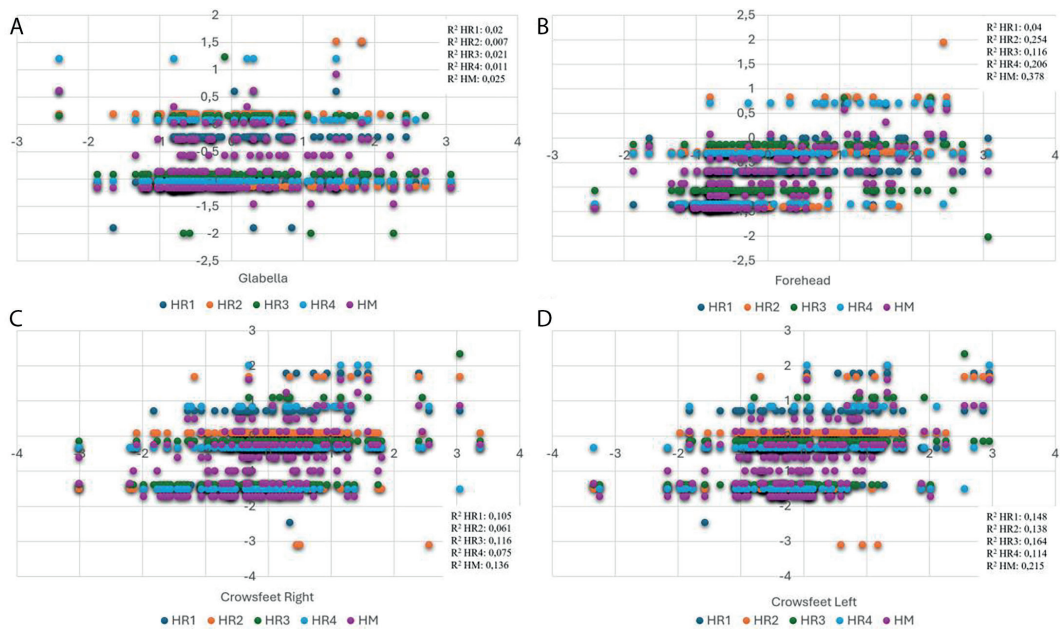 A
2
1,5
1
0,5
-3 -2 -1 0 1 2 3 4
-0,5
-1,5
-2
-2,5
R² HR1: 0,02
R² HR2: 0,007
R² HR3: 0,021
R² HR4: 0,011
R² HM: 0,025
Glabella
HR1 HR2 HR3 HR4 HM
B
2,5
2
1,5
1
0,5
-3 -2 -1 0 1 2 3 4
-2
-2,5
R² HR1: 0,04
R² HR2: 0,254
R² HR3: 0,116
R² HR4: 0,206
R² HM: 0,378
Forehead
HR1 HR2 HR3 HR4 HM
C
3
2
1
-4 -3 -2 -1 0 1 2 3 4
-2
-3
-4
R² HR1: 0,105
R² HR2: 0,061
R² HR3: 0,116
R² HR4: 0,075
R² HM: 0,136
Crowsfeet Right
HR1 HR2 HR3 HR4 HM
D
3
2
1
-4 -3 -2 -1 0 1 2 3 4
-2
-3
-4
R² HR1: 0,148
R² HR2: 0,138
R² HR3: 0,164
R² HR4: 0,114
R² HM: 0,215
Crowsfeet Left
HR1 HR2 HR3 HR4 HM